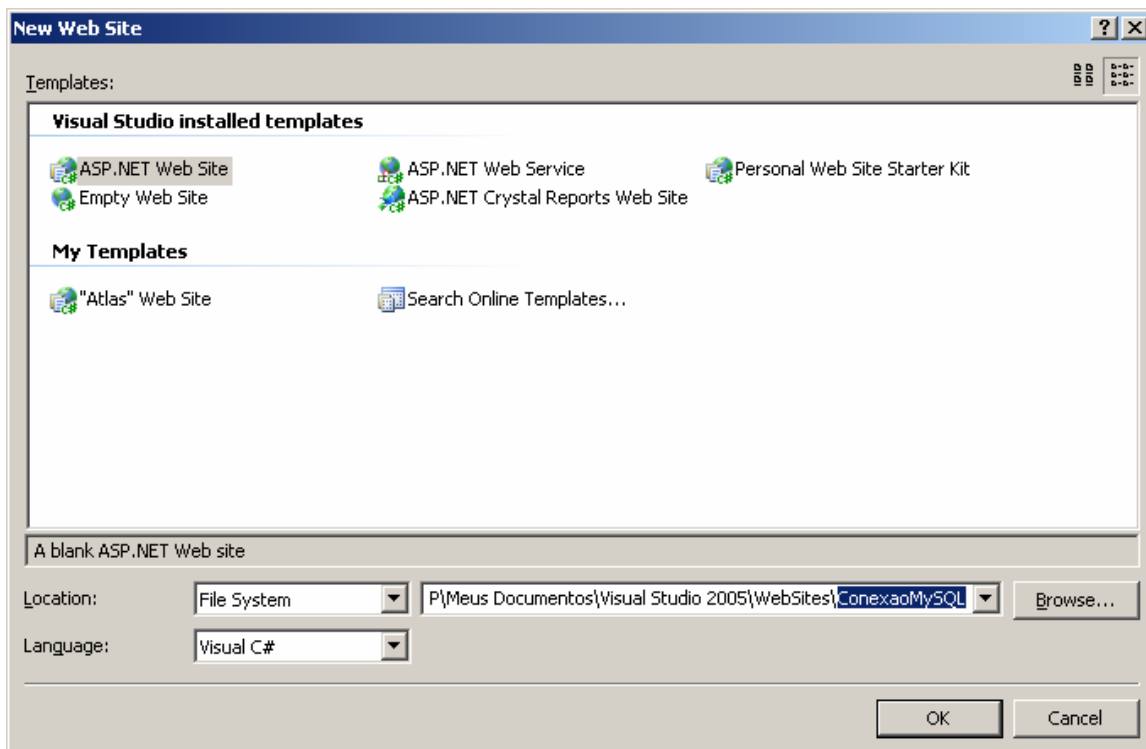 New Web Site
Templates:
Visual Studio installed templates
ASP.NET Web Site ASP.NET Web Service Personal Web Site Starter Kit
Empty Web Site ASP.NET Crystal Reports Web Site
My Templates
"Atlas" Web Site Search Online Templates...
A blank ASP.NET Web site
Location: File System P\Meus Documentos\Visual Studio 2005\WebSites\ConexaoMySQL Browse...
Language: Visual C#
OK Cancel